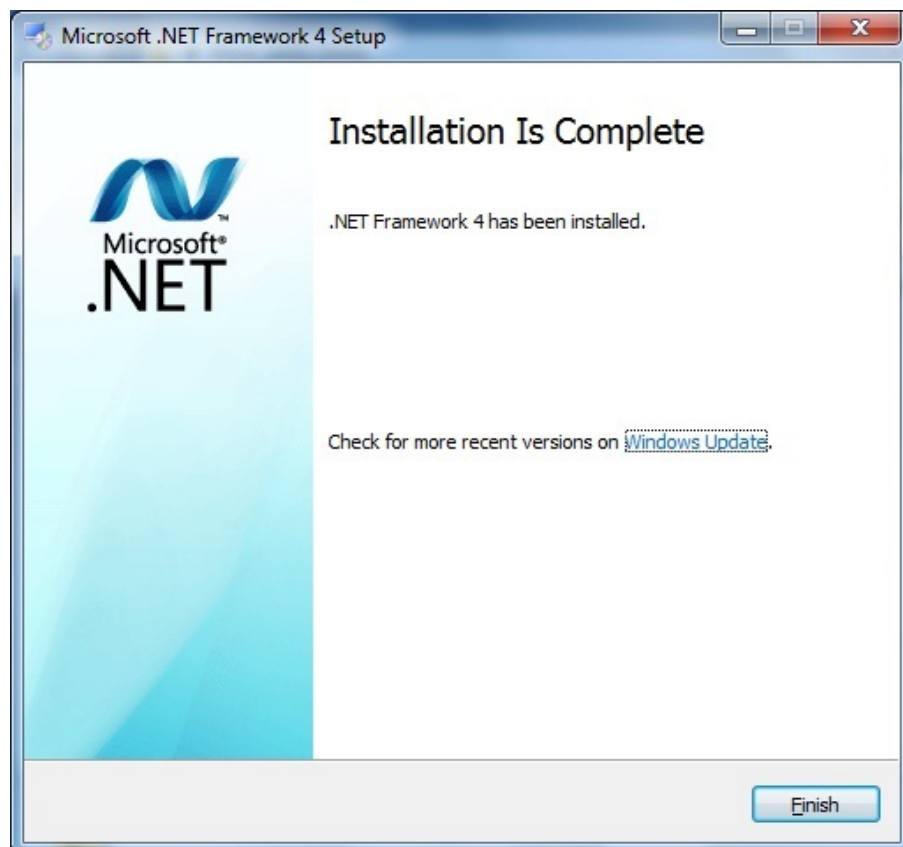 Microsoft .NET Framework 4 Setup
Installation Is Complete
.NET Framework 4 has been installed.
Microsoft®
.NET
™
Check for more recent versions on Windows Update.
Finish